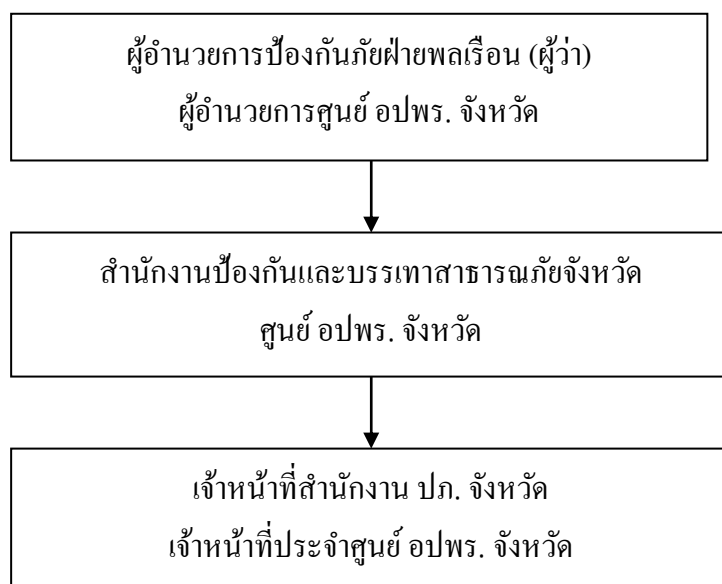 ผู้อำนวยการป้องกันภัยฝ่ายพลเรือน (ผู้ว่า)
ผู้อำนวยการศูนย์ อปพร. จังหวัด
สำนักงานป้องกันและบรรเทาสาธารณภัยจังหวัด
ศูนย์ อปพร. จังหวัด
เจ้าหน้าที่สำนักงาน ปภ. จังหวัด
เจ้าหน้าที่ประจำศูนย์ อปพร. จังหวัด